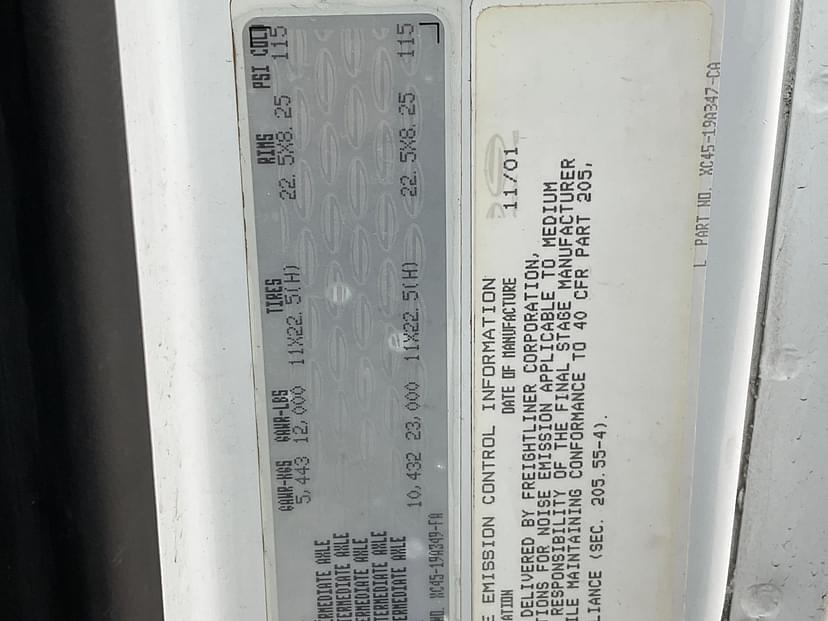 GAWR-KGS GAWR-LBS TIRES RIMS PSI COLD
5,443 12,000 11X22.5(H) 22.5X8.25 115
ERMEDIATE AXLE
TERMEDIATE AXLE
TERMEDIATE AXLE
TERMEDIATE AXLE
TERMEDIATE AXLE
10,432 23,000 11X22.5(H) 22.5X8.25 115
NO. XC45-19A349-FA
E EMISSION CONTROL INFORMATION
ATION DATE OF MANUFACTURE 11/01
DELIVERED BY FREIGHTLINER CORPORATION,
TIONS FOR NOISE EMISSION APPLICABLE TO MEDIUM
RESPONSIBILITY OF THE FINAL STAGE MANUFACTURER
ILE MAINTAINING CONFORMANCE TO 40 CFR PART 205,
LIANCE (SEC. 205.55-4).
PART NO. XC45-19A347-CA